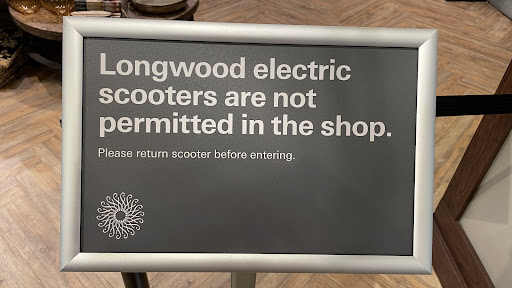 Longwood electric
scooters are not
permitted in the shop.
Please return scooter before entering.